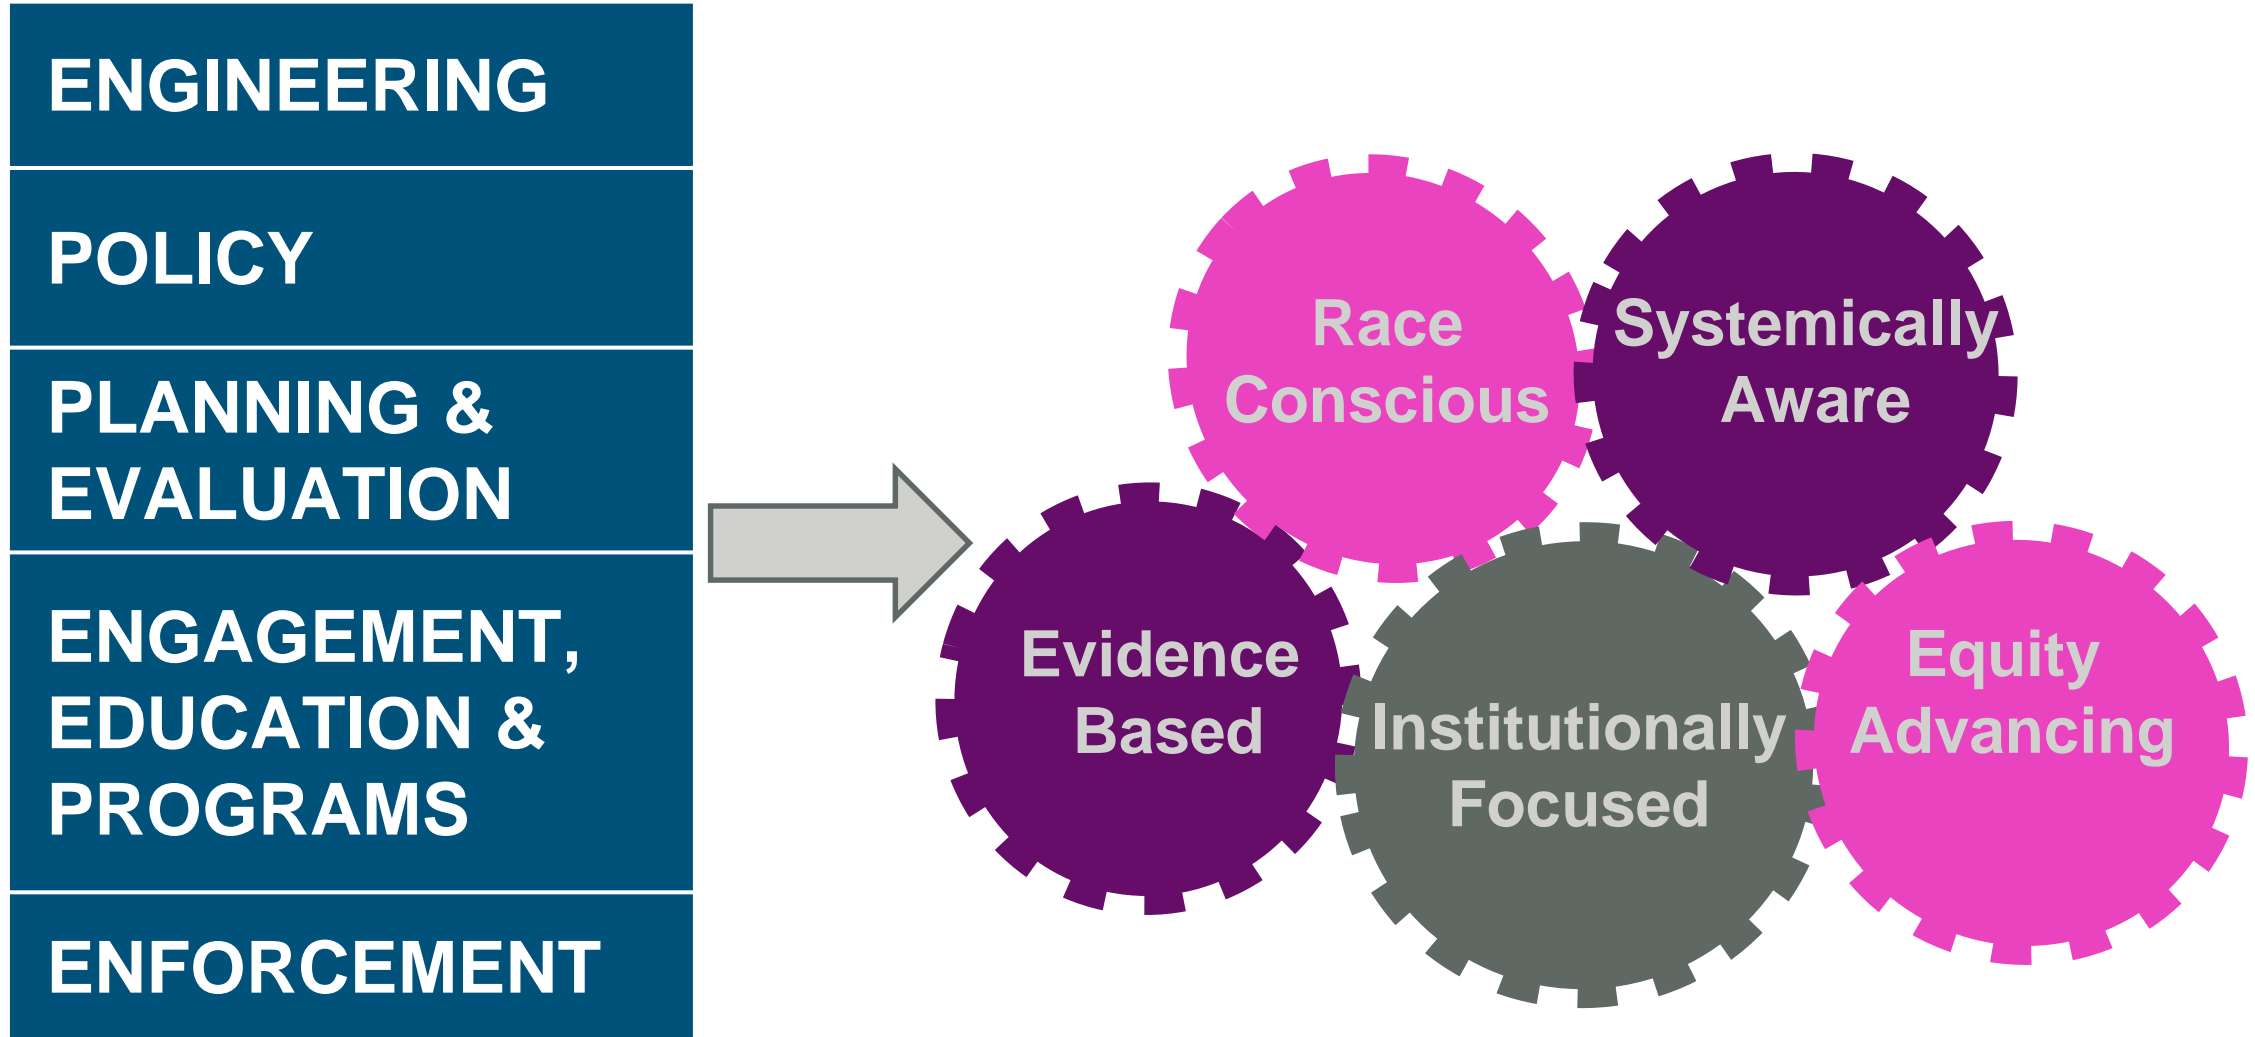 ENGINEERING
POLICY
PLANNING &
EVALUATION
ENGAGEMENT,
EDUCATION &
PROGRAMS
ENFORCEMENT
Race
Conscious
Systemically
Aware
Evidence
Based
Institutionally
Focused
Equity
Advancing